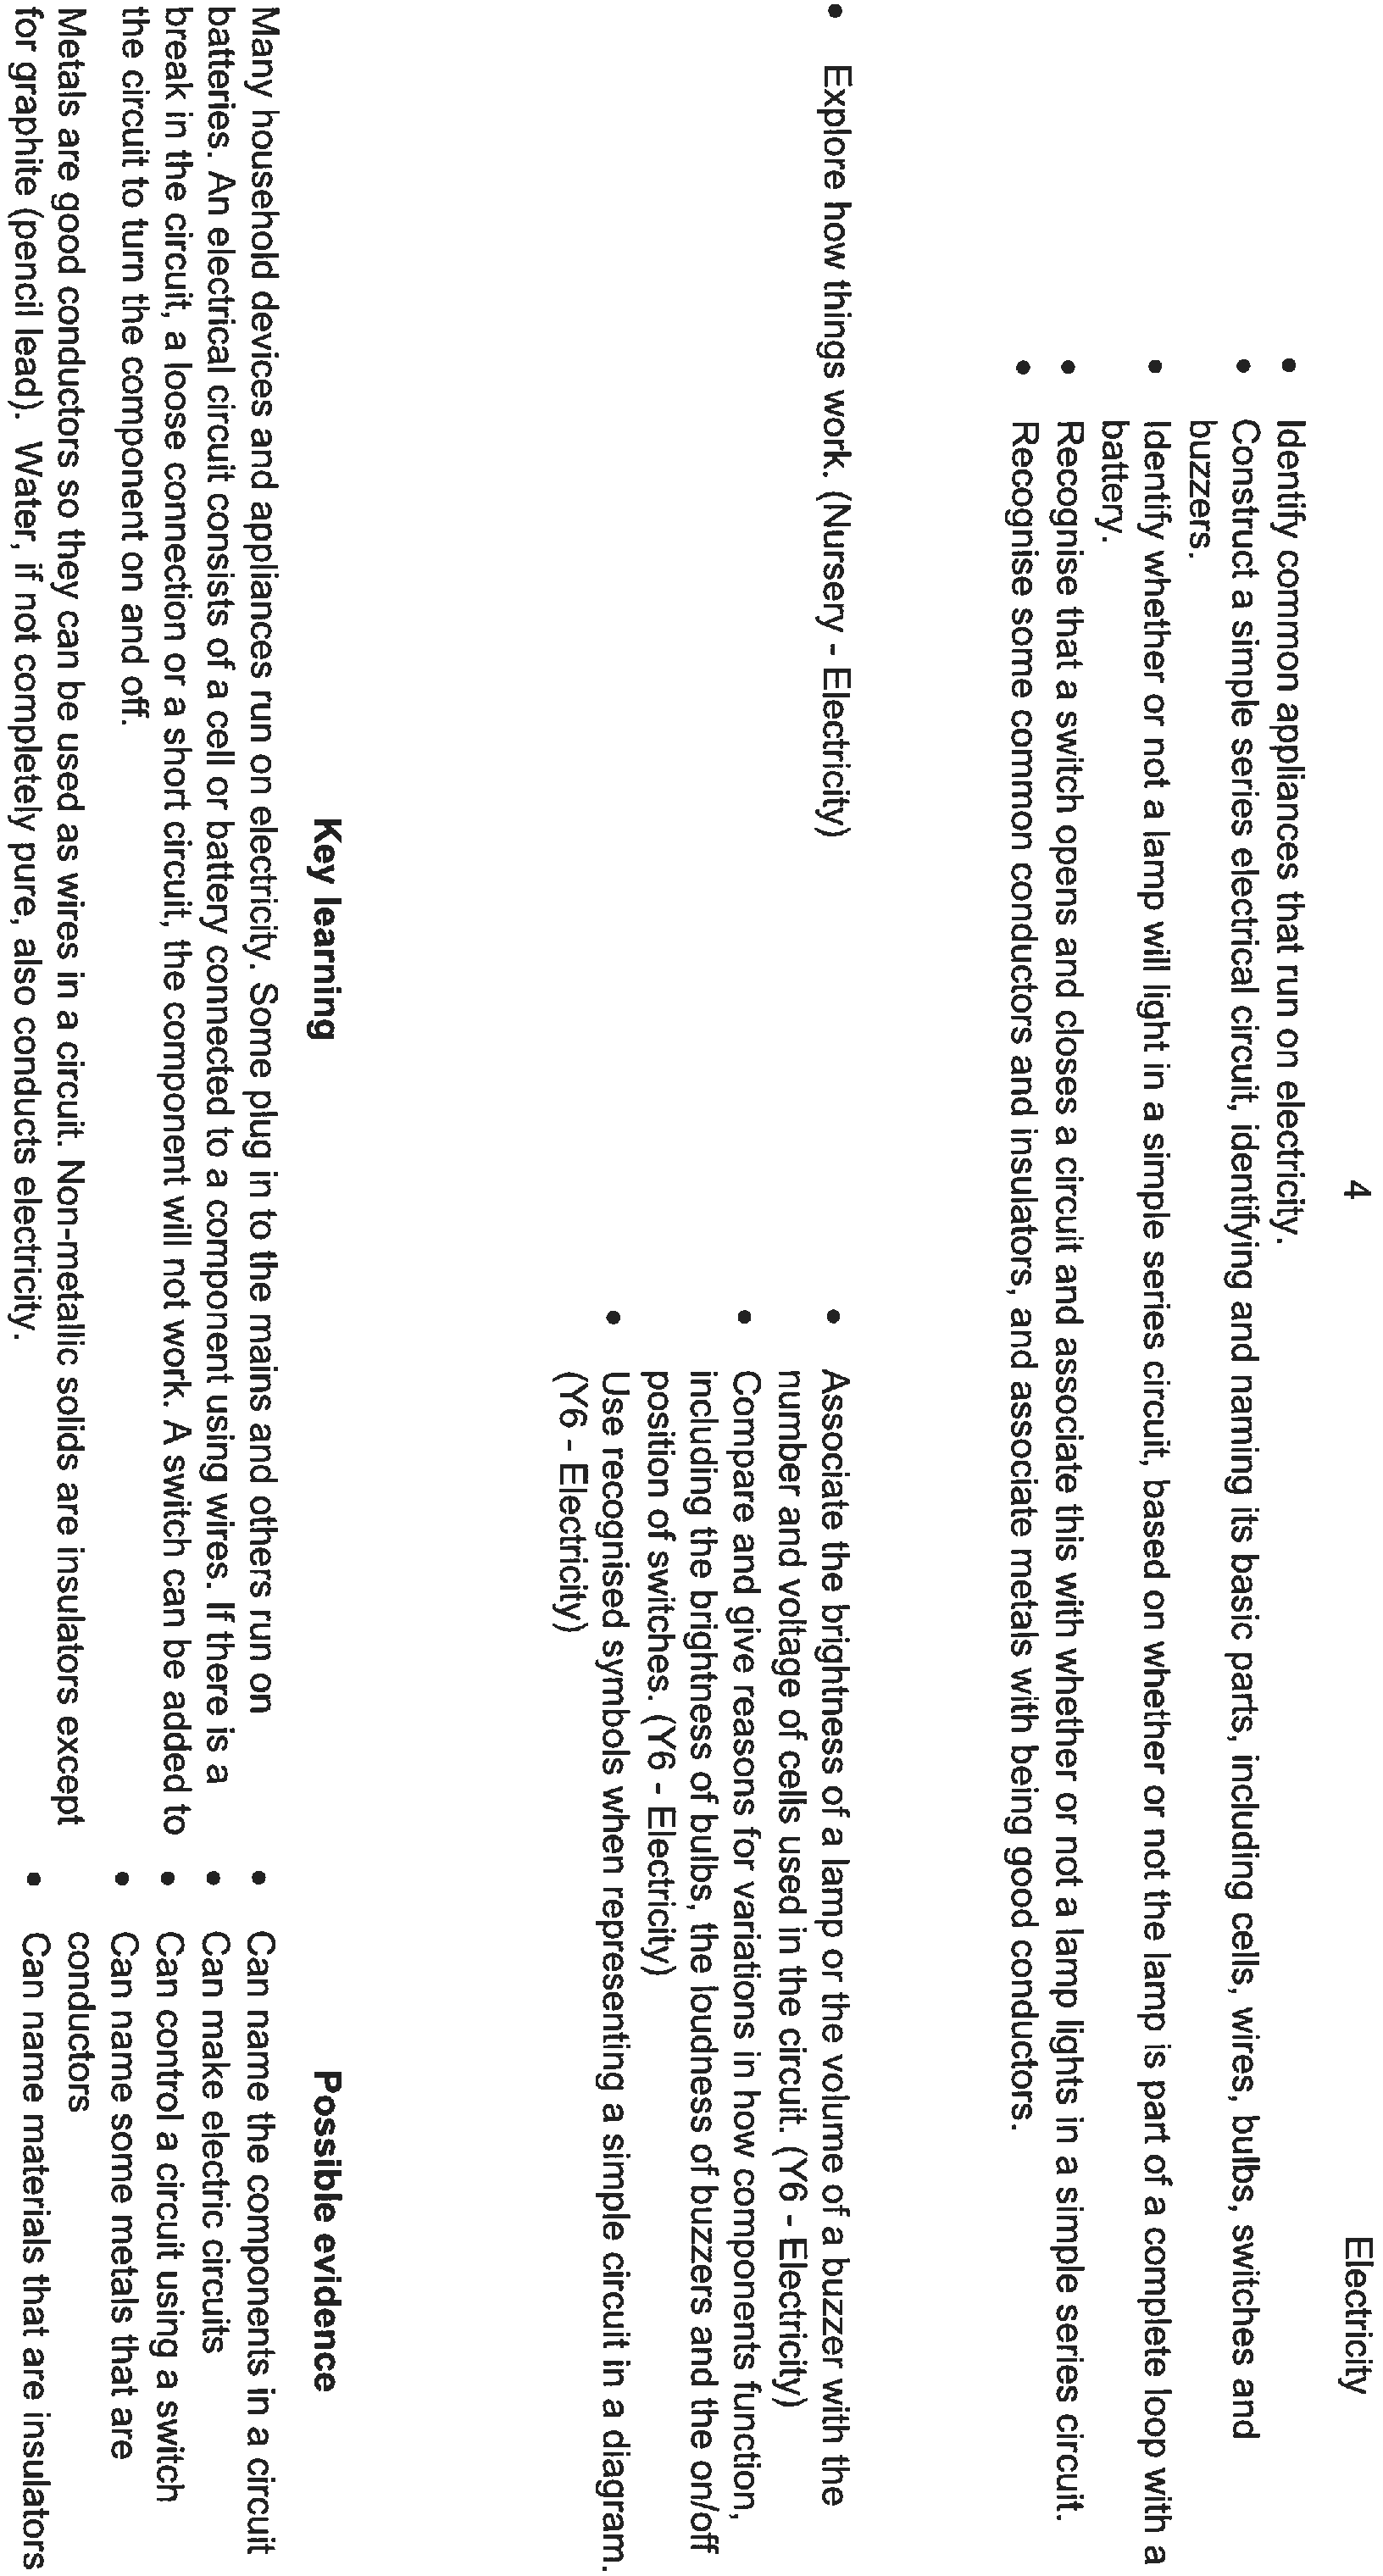 4
Electricity
• Identify common appliances that run on electricity.
• Construct a simple series electrical circuit, identifying and naming its basic parts, including cells, wires, bulbs, switches and
buzzers.
• Identify whether or not a lamp will light in a simple series circuit, based on whether or not the lamp is part of a complete loop with a
battery.
• Recognise that a switch opens and closes a circuit and associate this with whether or not a lamp lights in a simple series circuit.
• Recognise some common conductors and insulators, and associate metals with being good conductors.
• Explore how things work. (Nursery - Electricity)
• Associate the brightness of a lamp or the volume of a buzzer with the
number and voltage of cells used in the circuit. (Y6 - Electricity)
• Compare and give reasons for variations in how components function,
including the brightness of bulbs, the loudness of buzzers and the on/off
position of switches. (Y6 - Electricity)
• Use recognised symbols when representing a simple circuit in a diagram.
(Y6 - Electricity)
Key learning
Many household devices and appliances run on electricity. Some plug in to the mains and others run on
batteries. An electrical circuit consists of a cell or battery connected to a component using wires. If there is a
break in the circuit, a loose connection or a short circuit, the component will not work. A switch can be added to
the circuit to turn the component on and off.
Metals are good conductors so they can be used as wires in a circuit. Non-metallic solids are insulators except
for graphite (pencil lead). Water, if not completely pure, also conducts electricity.
Possible evidence
• Can name the components in a circuit
• Can make electric circuits
• Can control a circuit using a switch
• Can name some metals that are
conductors
• Can name materials that are insulators